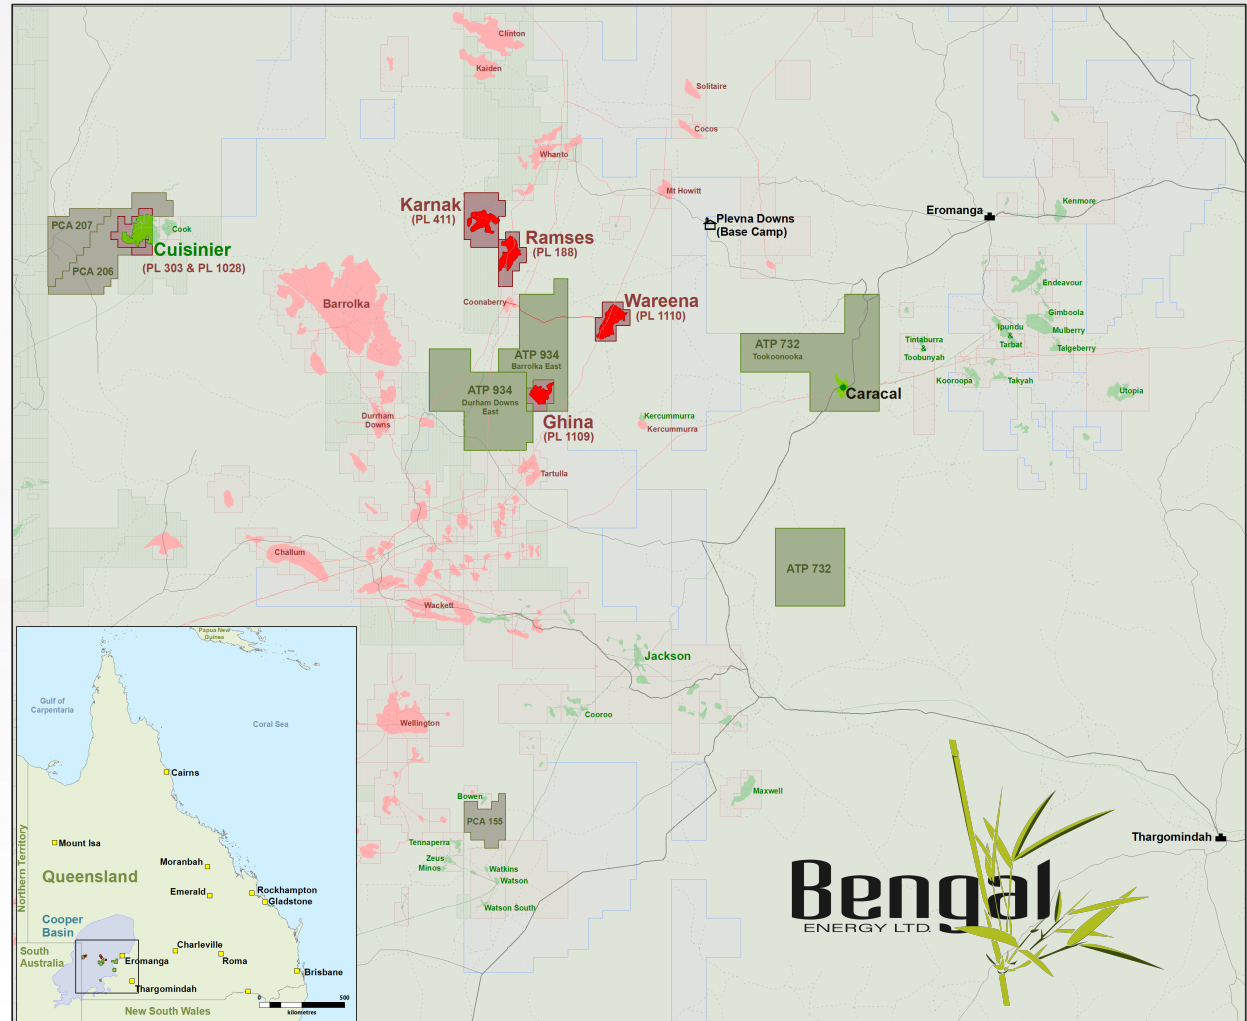 Clinton
Kaiden
Solitaire
Cocos
Whanto
Mt Howitt
Karnak
(PL 411)
Ramses
(PL 188)
Plevna Downs
(Base Camp)
Eromanga
Kenmore
PCA 207
Cook
Cuisinier
(PL 303 & PL 1028)
PCA 206
Barrolka
Coonaberry
Wareena
(PL 1110)
Endeavour
Gimboola
Ipundu
&
Tarbat
Mulberry
Talgeberry
Tintaburra
&
Toobunyah
Kooroopa
Takyah
Utopia
ATP 732
Tookoonooka
Caracal
ATP 934
Barrolka East
ATP 934
Durham Downs
East
Ghina
(PL 1109)
Durham
Downs
Kercummurra
Kercummurra
Tartulla
Challum
ATP 732
Wackett
Jackson
Wellington
Cooroo
Maxwell
Bowen
PCA 155
Tennaperra
Zeus
Minos
Watkins
Watson
Watson South
Thargomindah
Bengal
ENERGY LTD.
Papua New
Guinea
Gulf of
Carpentaria
Coral Sea
Cairns
Northern Territory
Mount Isa
Moranbah
Queensland
Emerald
Rockhampton
Gladstone
Cooper
Basin
South
Australia
Charleville
Eromanga
Roma
Brisbane
Thargomindah
New South Wales
0 500
kilometres